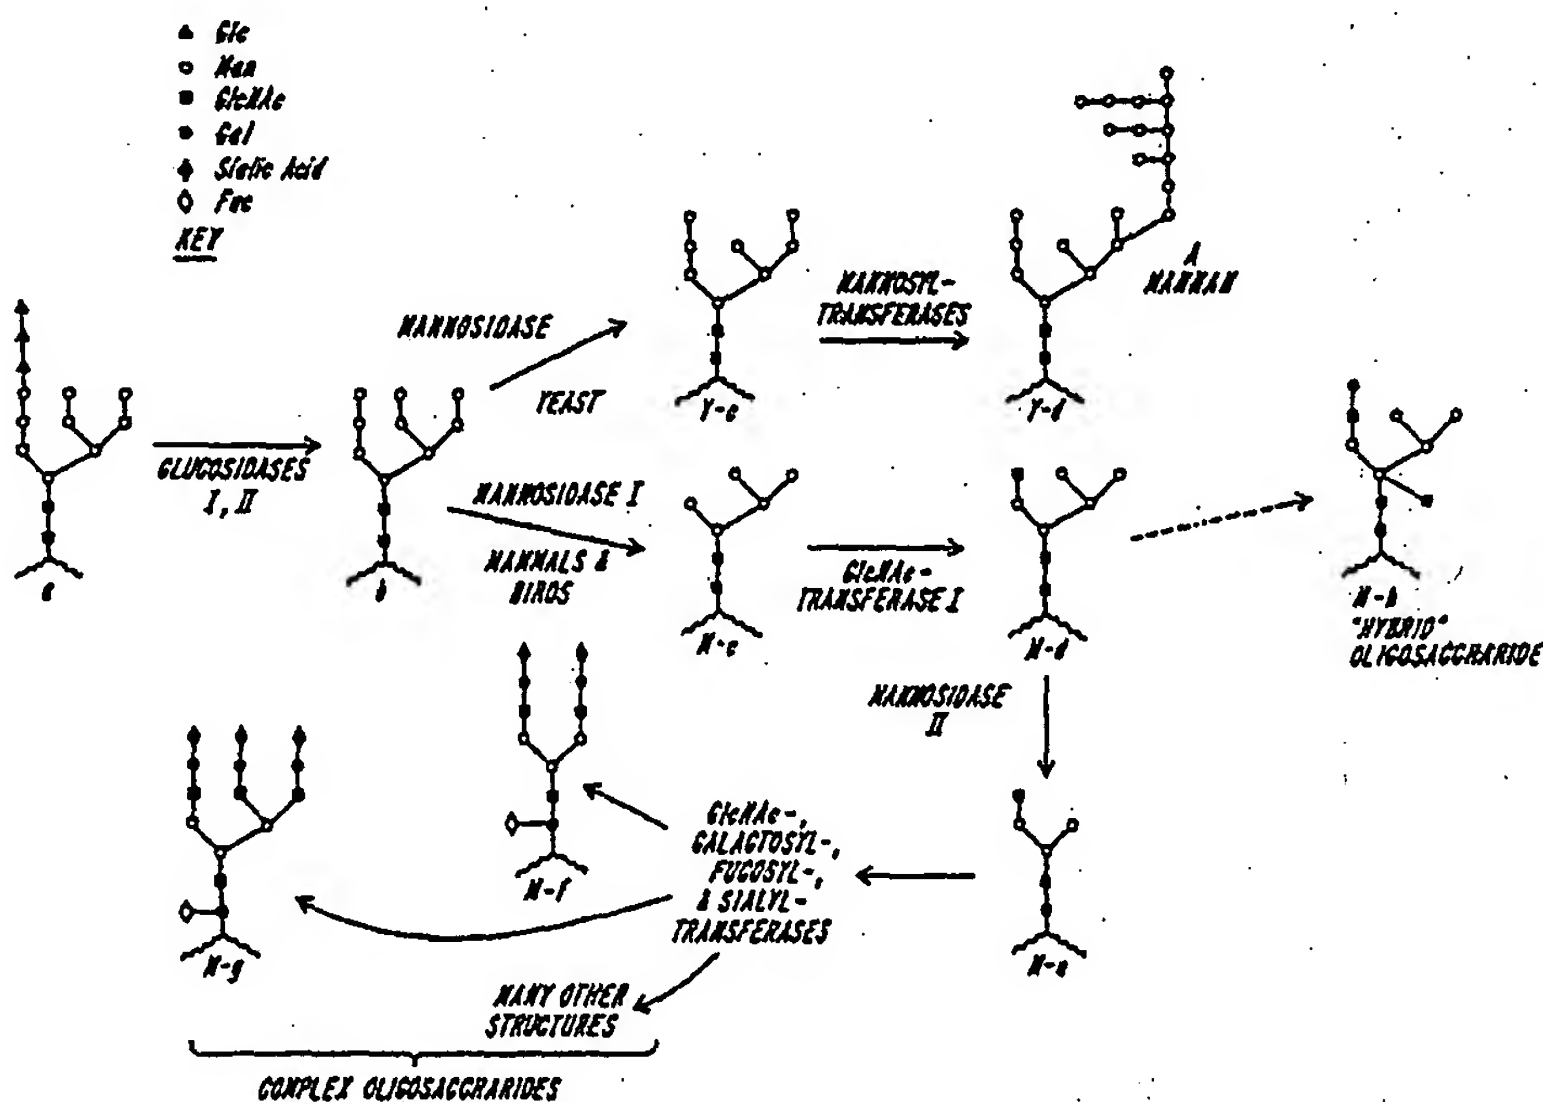 Glc
Man
GlcNAc
Gal
Sialic Acid
Fuc
KEY
A
MANNAN
MANNOSYL-
TRANSFERASES
MANNOSIDASE
YEAST
Y-c
Y-d
GLUCOSIDASES
I, II
MANNOSIDASE I
MAMMALS &
BIRDS
a
b
GlcNAc-
TRANSFERASE I
M-c
M-d
M-h
"HYBRID"
OLIGOSACCHARIDE
MANNOSIDASE
II
GlcNAc-,
GALACTOSYL-,
FUCOSYL-,
& SIALYL-
TRANSFERASES
M-f
M-g
M-e
MANY OTHER
STRUCTURES
COMPLEX OLIGOSACCHARIDES